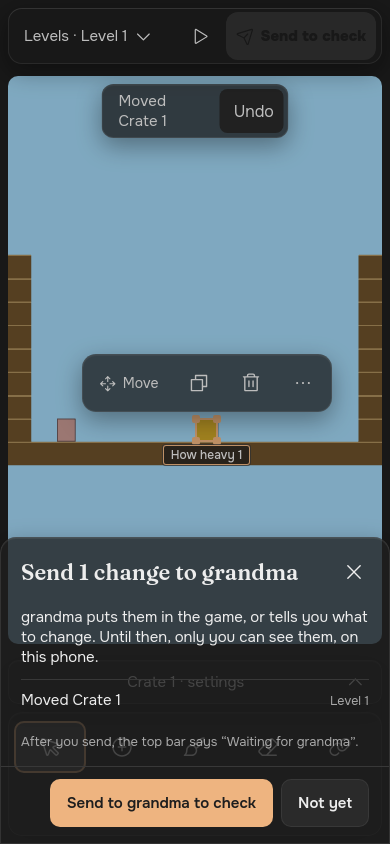 Levels · Level 1
Send to check
Moved
Crate 1
Undo
Move
How heavy 1
Send 1 change to grandma
grandma puts them in the game, or tells you what
to change. Until then, only you can see them, on
this phone.
Crate 1 · settings
Moved Crate 1
Level 1
After you send, the top bar says “Waiting for grandma”.
Send to grandma to check
Not yet